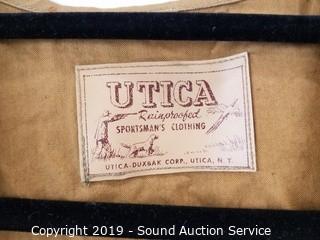 UTICA
Rainproofed
SPORTSMAN'S CLOTHING
UTICA-DUXBAK CORP., UTICA, N.Y.
Copyright 2019 - Sound Auction Service